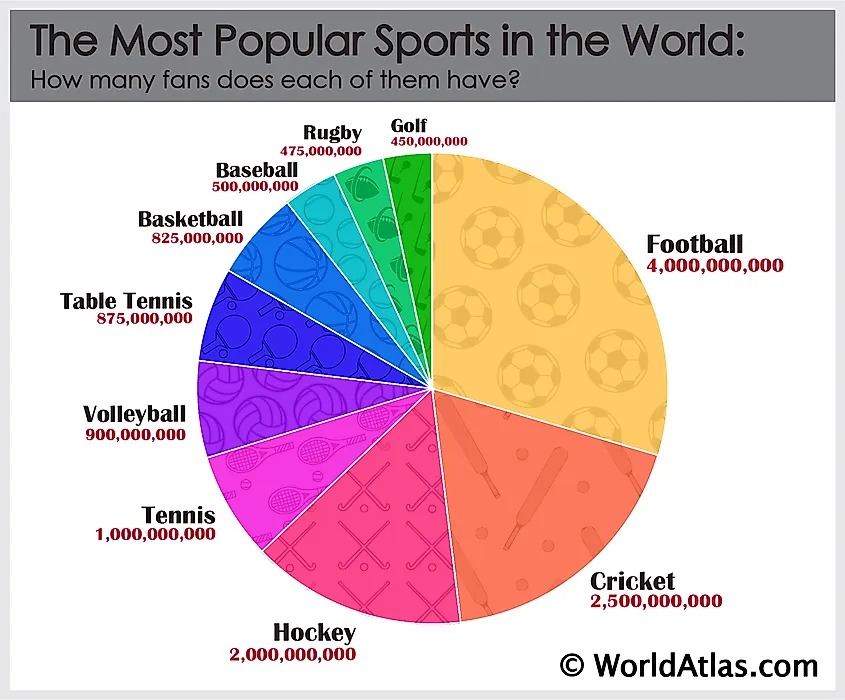 The Most Popular Sports in the World:
How many fans does each of them have?
Golf
450,000,000
Rugby
475,000,000
Baseball
500,000,000
Basketball
825,000,000
Football
4,000,000,000
Table Tennis
875,000,000
Volleyball
900,000,000
Tennis
1,000,000,000
Cricket
2,500,000,000
Hockey
2,000,000,000
© WorldAtlas.com